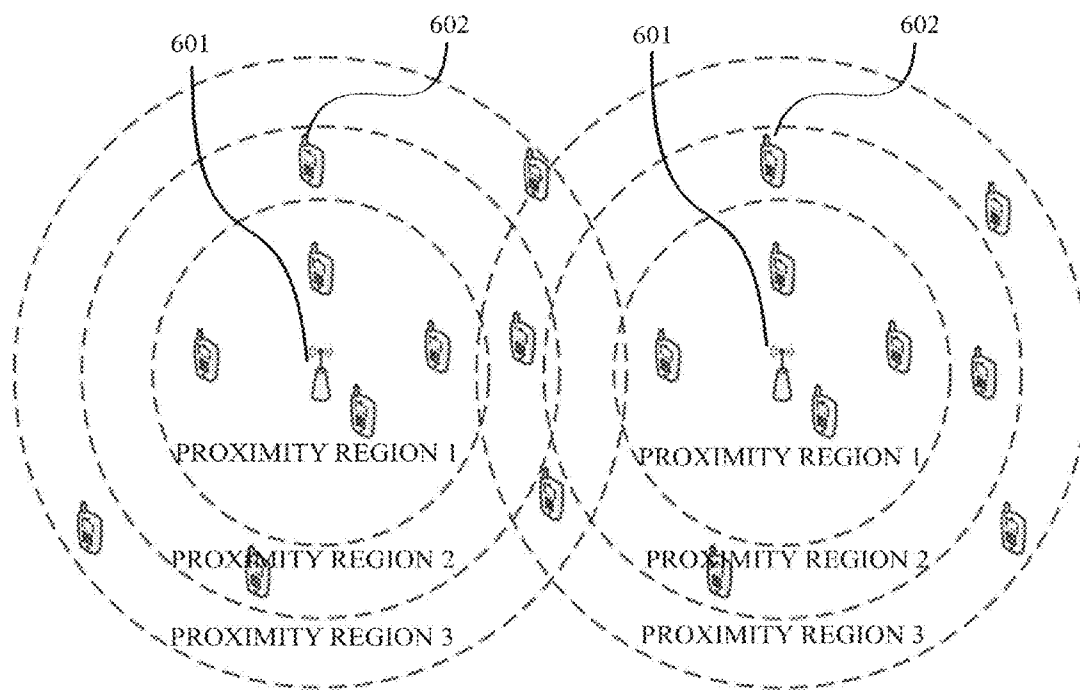 601
602
601
602
PROXIMITY REGION 1
PROXIMITY REGION 1
PROXIMITY REGION 2
PROXIMITY REGION 2
PROXIMITY REGION 3
PROXIMITY REGION 3